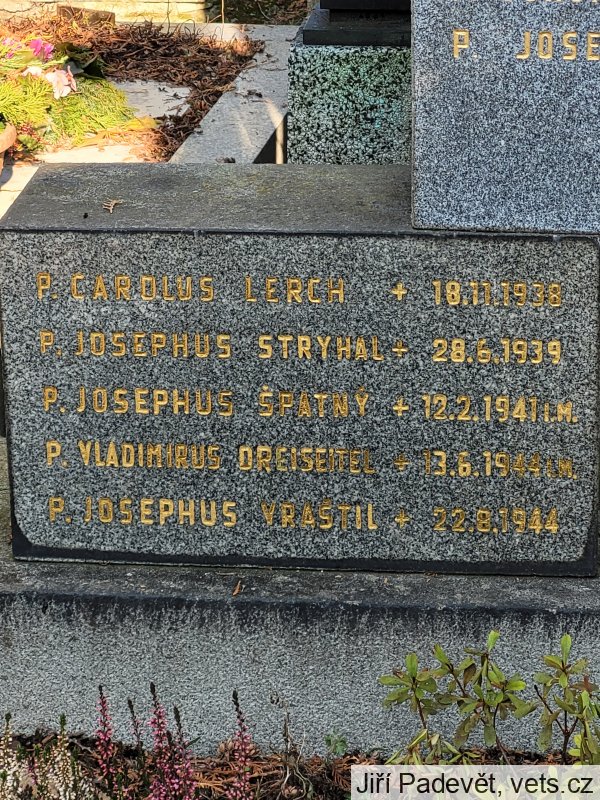 P. JOSE
P. CAROLUS LERCH + 18.11.1938
P. JOSEPHUS STRYHAL + 28.6.1939
P. JOSEPHUS ŠPATNÝ + 12.2.1941 I.M.
P. VLADIMÍRUS DREISEITEL + 13.6.1944 I.M.
P. JOSEPHUS VRAŠTIL + 22.8.1944
Jiří Padevět, vets.cz